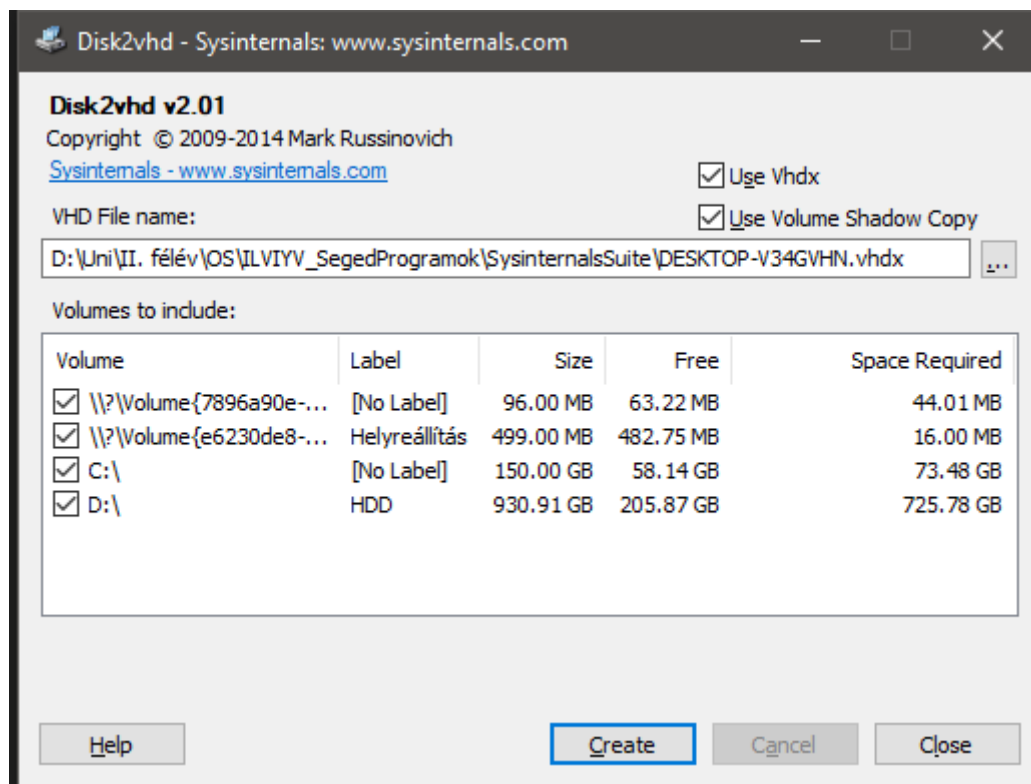 Disk2vhd - Sysinternals: www.sysinternals.com
Disk2vhd v2.01
Copyright © 2009-2014 Mark Russinovich
Sysinternals - www.sysinternals.com
Use Vhdx
VHD File name:
Use Volume Shadow Copy
D:\Uni\II. félév\OS\ILVIYV_SegedProgramok\SysinternalsSuite\DESKTOP-V34GVHN.vhdx
...
Volumes to include:
Volume Label Size Free Space Required
\\?\Volume{7896a90e-... [No Label] 96.00 MB 63.22 MB 44.01 MB
\\?\Volume{e6230de8-... Helyreállítás 499.00 MB 482.75 MB 16.00 MB
C:\ [No Label] 150.00 GB 58.14 GB 73.48 GB
D:\ HDD 930.91 GB 205.87 GB 725.78 GB
Help Create Cancel Close